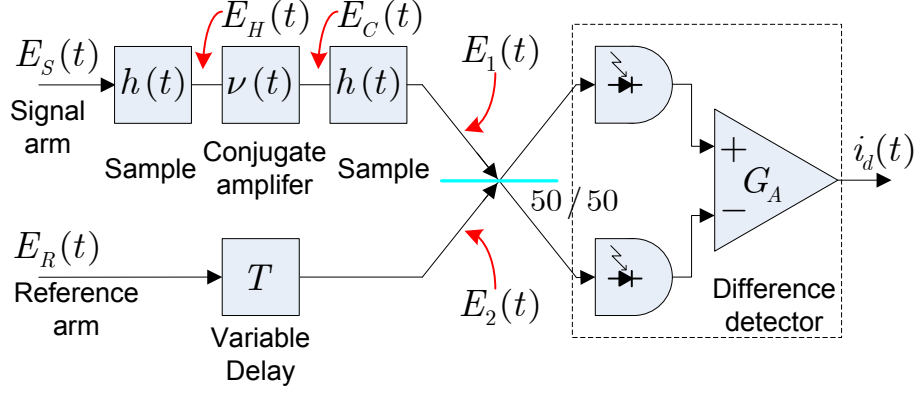 E_H(t)
E_C(t)
E_S(t)
h(t)
ν(t)
h(t)
E_1(t)
Signal
arm
Sample
Conjugate
amplifer
Sample
50/50
+
−
G_A
i_d(t)
E_R(t)
Reference
arm
T
Variable
Delay
E_2(t)
Difference
detector